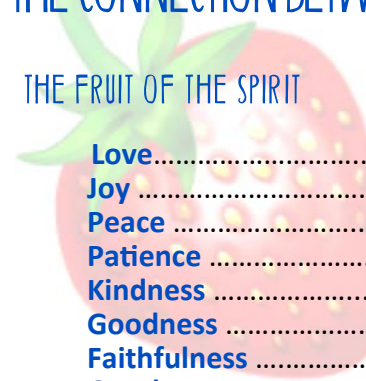 THE CONNECTION BETW
THE FRUIT OF THE SPIRIT
Love..............................
Joy ................................
Peace ...........................
Patience ......................
Kindness .....................
Goodness ...................
Faithfulness ...............